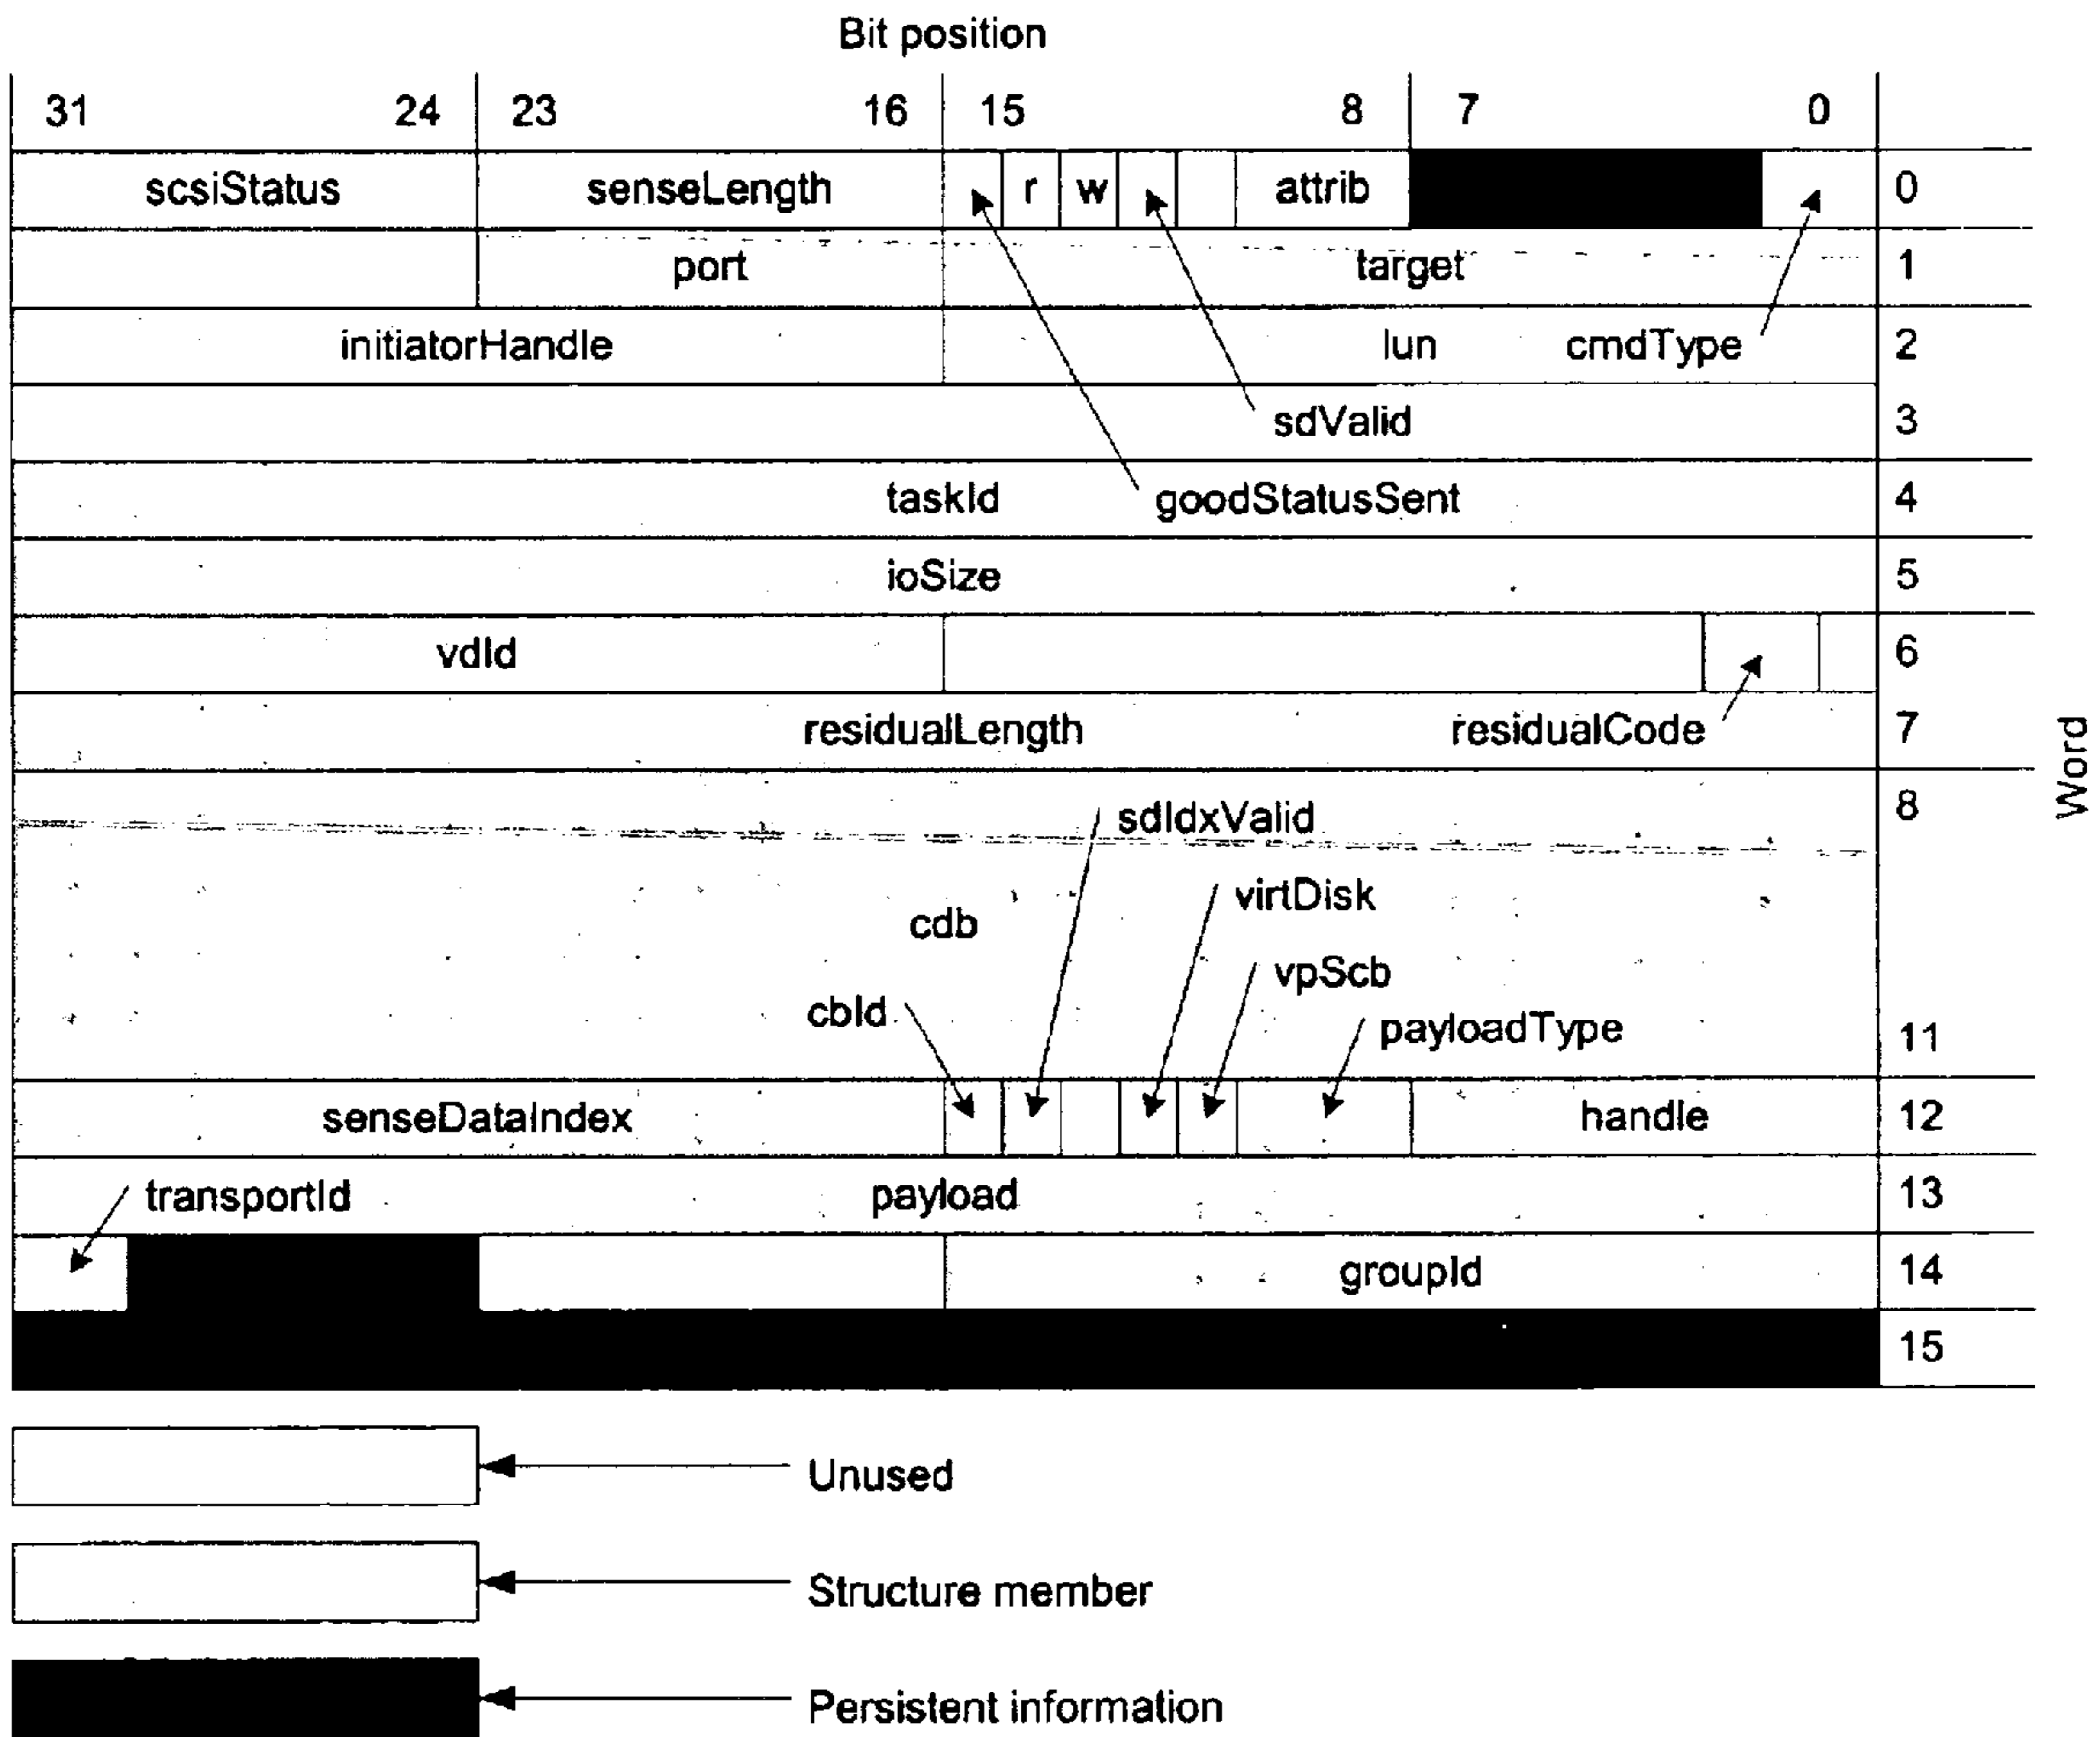 Bit position
31 24 23 16 15 8 7 0
scsiStatus senseLength r w attrib 0
port target 1
initiatorHandle lun cmdType 2
sdValid 3
taskId goodStatusSent 4
ioSize 5
vdId 6
residualLength residualCode 7
Word
8
sdIdxValid
virtDisk
cdb
vpScb
cbId
payloadType
11
senseDataIndex handle 12
transportId payload 13
groupId 14
15
Unused
Structure member
Persistent information